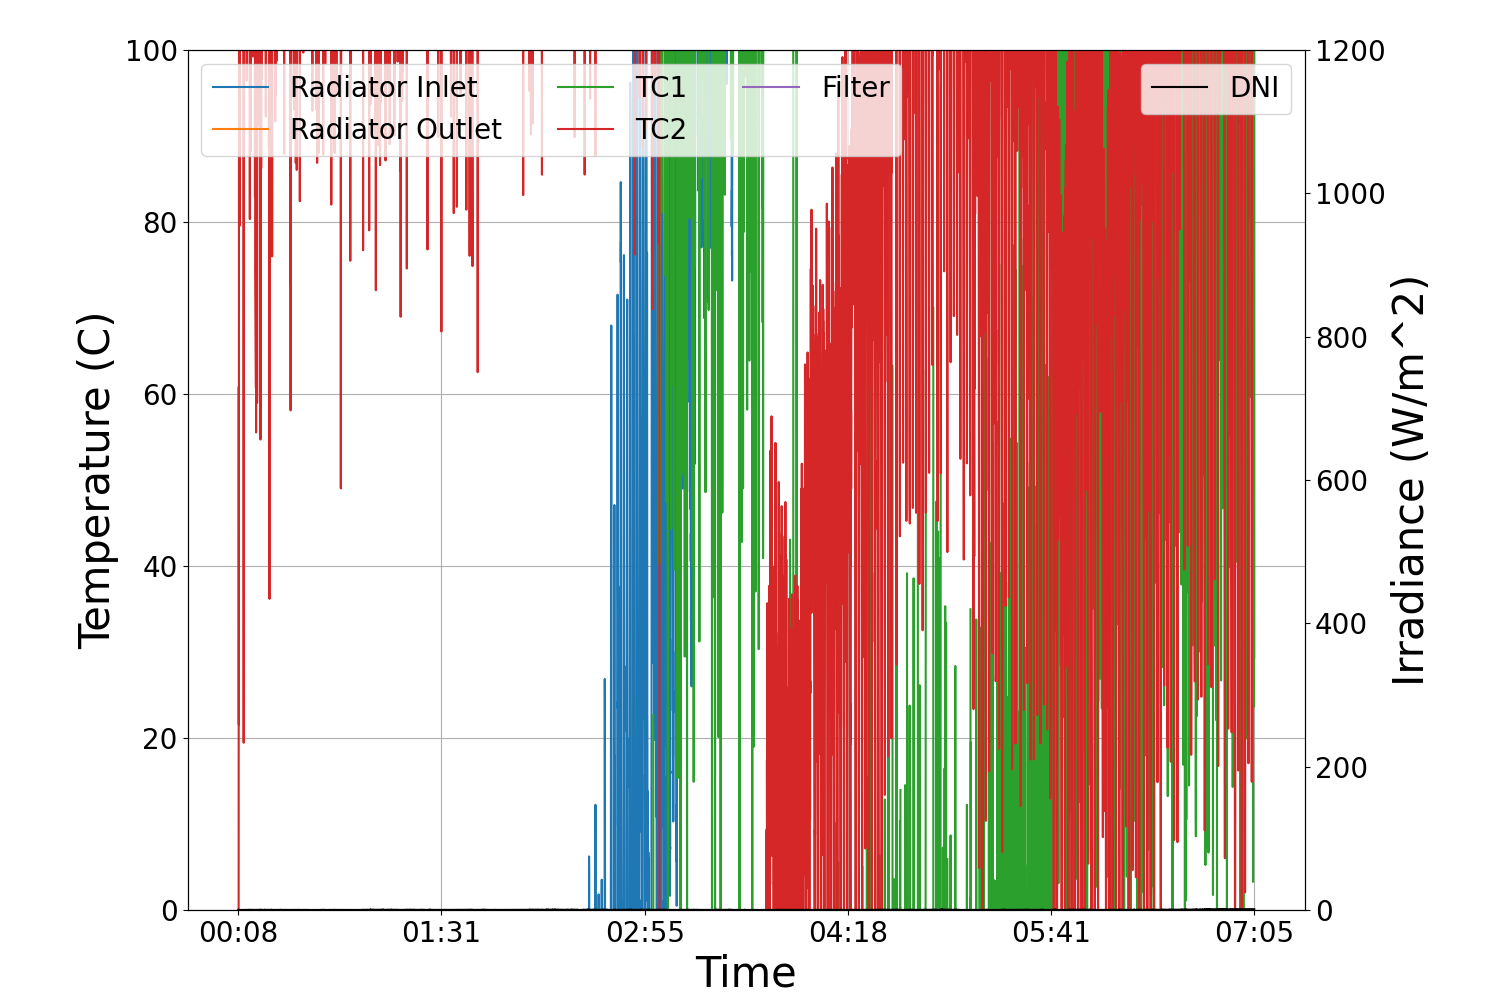 100
80
60
40
20
0
Temperature (C)
Radiator Inlet
Radiator Outlet
TC1
TC2
Filter
DNI
1200
1000
800
600
400
200
0
Irradiance (W/m^2)
00:08 01:31 02:55 04:18 05:41 07:05
Time